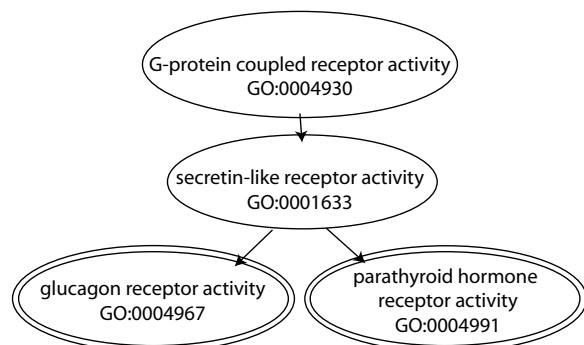 G-protein coupled receptor activity
GO:0004930
secretin-like receptor activity
GO:0001633
glucagon receptor activity
GO:0004967
parathyroid hormone
receptor activity
GO:0004991